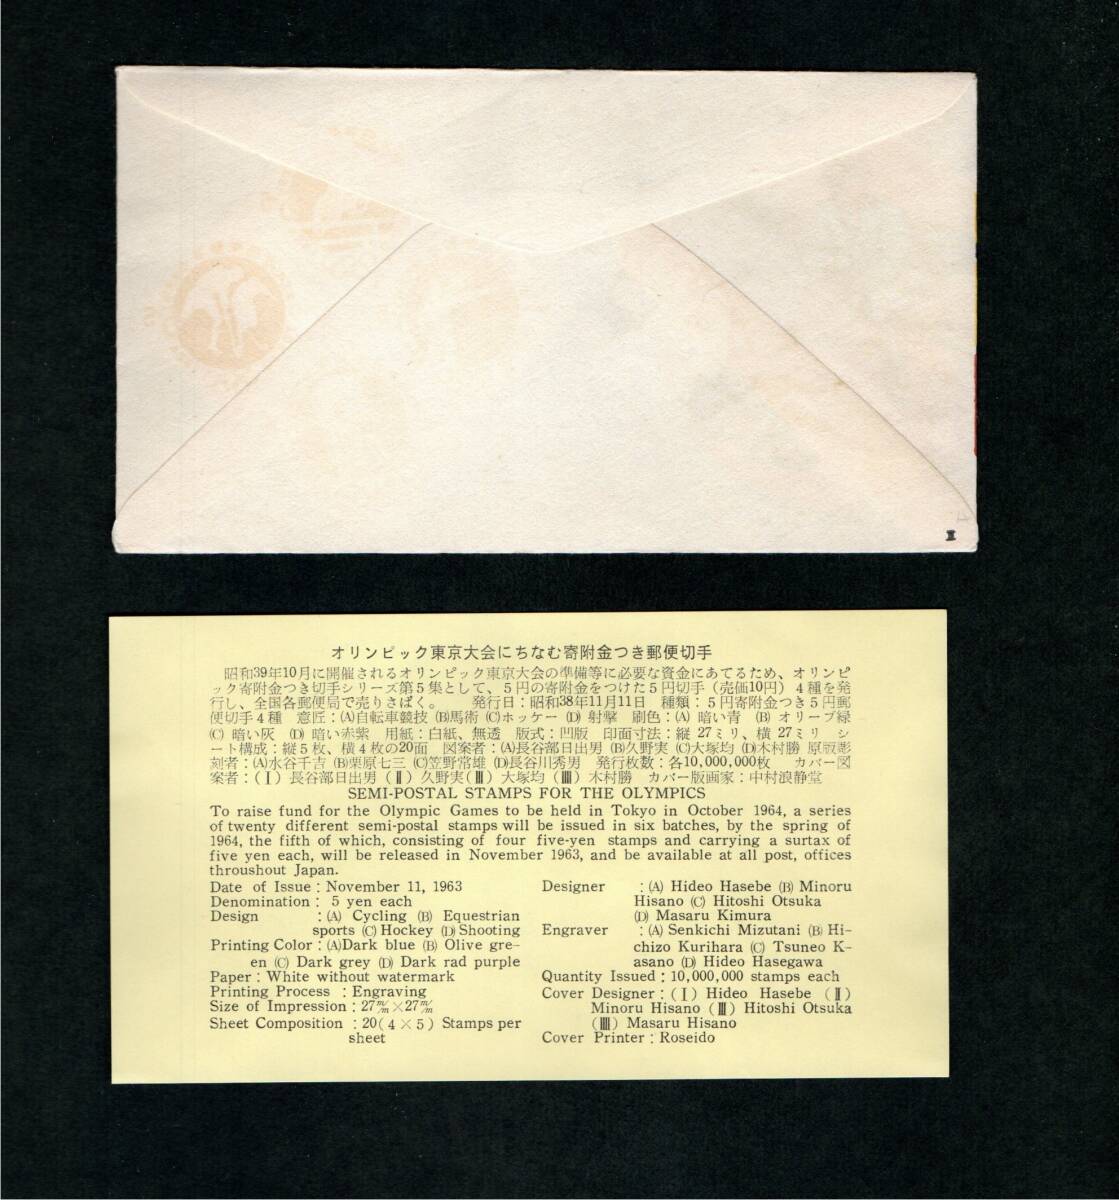 I
オリンピック東京大会にちなむ寄附金つき郵便切手
昭和39年10月に開催されるオリンピック東京大会の準備等に必要な資金にあてるため、オリンピ
ック寄附金つき切手シリーズ第5集として、5円の寄附金をつけた5円切手(売価10円)4種を発
行し、全国各郵便局で売りさばく。 発行日:昭和38年11月11日 種類:5円寄附金つき5円郵
便切手4種 意匠:(A)自転車競技 (B)馬術 (C)ホッケー (D) 射撃 刷色:(A) 暗い青 (B) オリーブ緑
(C) 暗い灰 (D) 暗い赤紫 用紙:白紙、無透 版式:凹版 印面寸法:縦 27ミリ、横 27ミリ シ
ート構成:縦5枚、横4枚の20面 図案者:(A)長谷部日出男 (B)久野実 (C)大塚均 (D)木村勝 原版彫
刻者:(A)水谷千吉 (B)栗原七三 (C)笠野常雄 (D)長谷川秀男 発行枚数:各10,000,000枚 カバー図
案者:(Ⅰ)長谷部日出男(Ⅱ)久野実(Ⅲ)大塚均(IIII)木村勝 カバー版画家:中村浪静堂
SEMI-POSTAL STAMPS FOR THE OLYMPICS
To raise fund for the Olympic Games to be held in Tokyo in October 1964, a series
of twenty different semi-postal stamps will be issued in six batches, by the spring of
1964, the fifth of which, consisting of four five-yen stamps and carrying a surtax of
five yen each, will be released in November 1963, and be available at all post, offices
throushout Japan.
Date of Issue : November 11, 1963
Denomination : 5 yen each
Design : (A) Cycling (B) Equestrian
sports (C) Hockey (D) Shooting
Printing Color : (A)Dark blue (B) Olive gre-
en (C) Dark grey (D) Dark rad purple
Paper : White without watermark
Printing Process : Engraving
Size of Impression : 27m/m×27m/m
Sheet Composition : 20(4×5) Stamps per
sheet
Designer : (A) Hideo Hasebe (B) Minoru
Hisano (C) Hitoshi Otsuka
(D) Masaru Kimura
Engraver : (A) Senkichi Mizutani (B) Hi-
chizo Kurihara (C) Tsuneo K-
asano (D) Hideo Hasegawa
Quantity Issued : 10,000,000 stamps each
Cover Designer : (Ⅰ) Hideo Hasebe (Ⅱ)
Minoru Hisano (Ⅲ) Hitoshi Otsuka
(IIII) Masaru Hisano
Cover Printer : Roseido